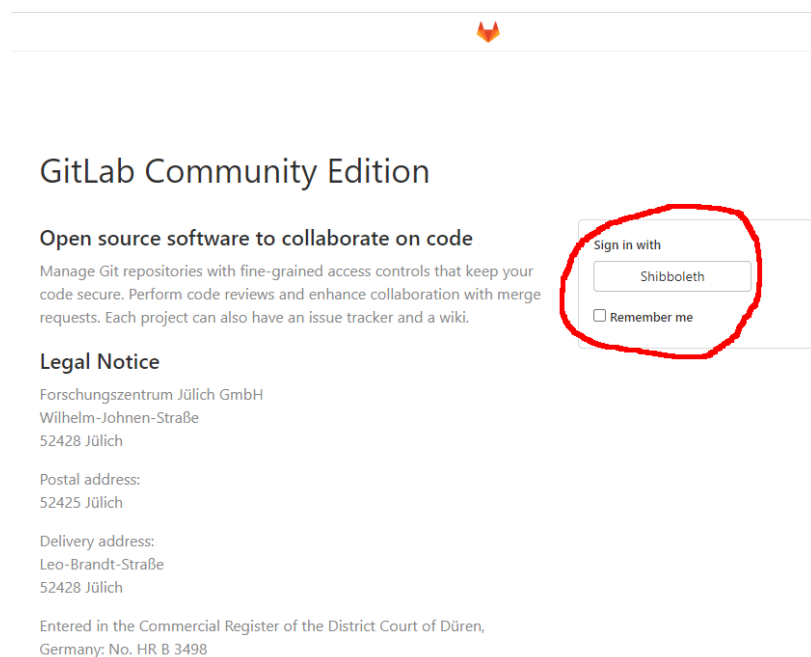 GitLab Community Edition
Open source software to collaborate on code
Manage Git repositories with fine-grained access controls that keep your
code secure. Perform code reviews and enhance collaboration with merge
requests. Each project can also have an issue tracker and a wiki.
Legal Notice
Forschungszentrum Jülich GmbH
Wilhelm-Johnen-Straße
52428 Jülich
Postal address:
52425 Jülich
Delivery address:
Leo-Brandt-Straße
52428 Jülich
Entered in the Commercial Register of the District Court of Düren,
Germany: No. HR B 3498
Sign in with
Shibboleth
Remember me